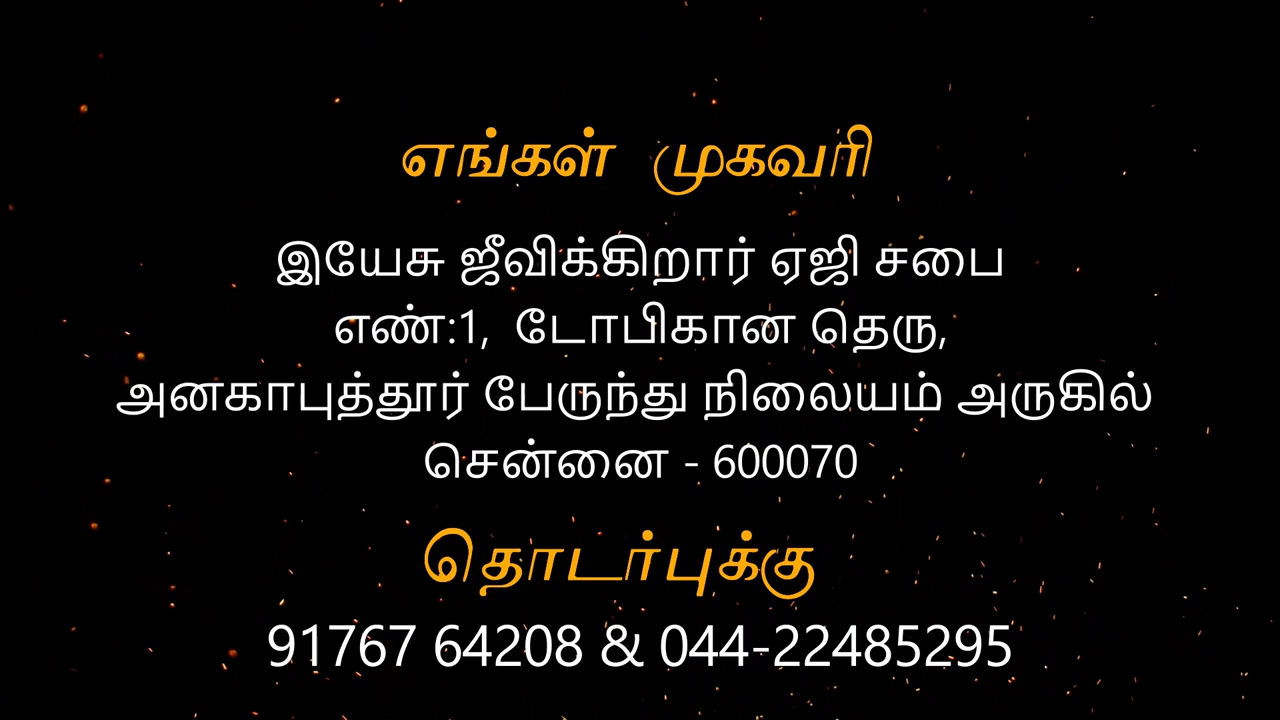 எங்கள் முகவரி
இயேசு ஜீவிக்கிறார் ஏஜி சபை
எண்:1, டோபிகானா தெரு,
அனகாபுத்தூர் பேருந்து நிலையம் அருகில்
சென்னை - 600070
தொடர்புக்கு
91767 64208 & 044-22485295